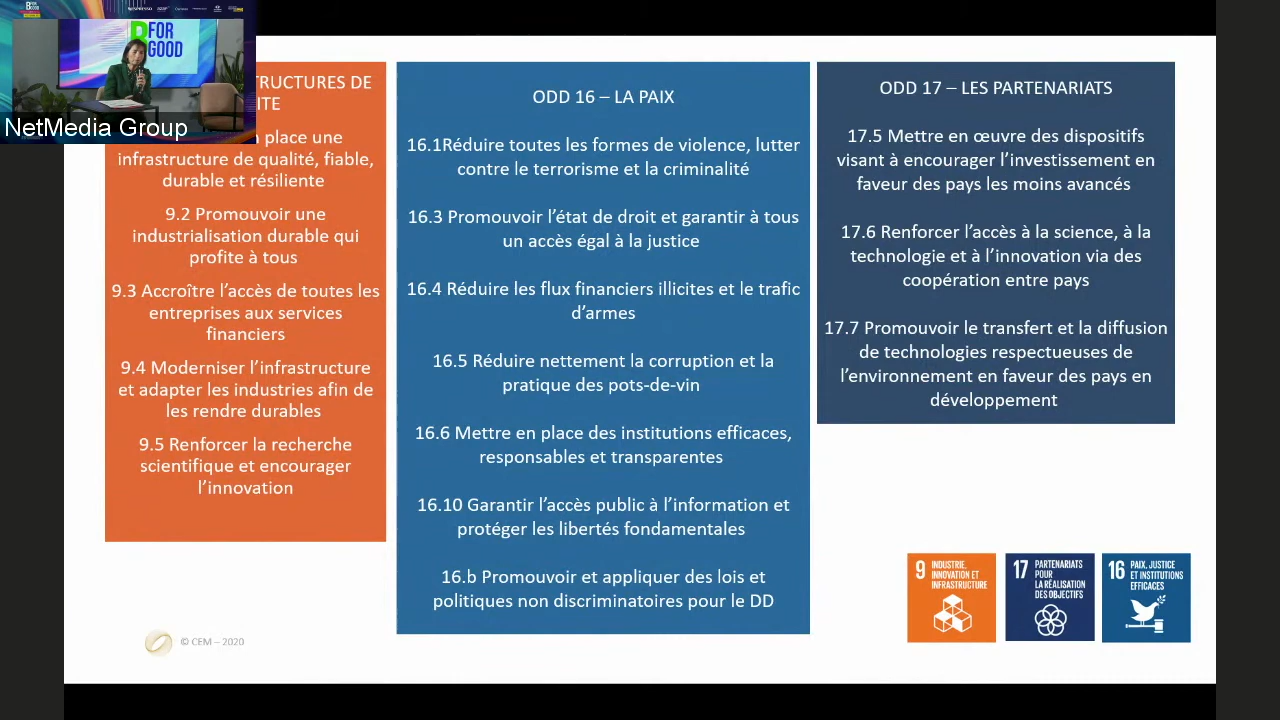 B FOR
GOOD
NetMedia Group
TRUCTURES DE
ITE
place une
infrastructure de qualité, fiable,
durable et résiliente
9.2 Promouvoir une
industrialisation durable qui
profite à tous
9.3 Accroître l’accès de toutes les
entreprises aux services
financiers
9.4 Moderniser l’infrastructure
et adapter les industries afin de
les rendre durables
9.5 Renforcer la recherche
scientifique et encourager
l’innovation
ODD 16 – LA PAIX
16.1Réduire toutes les formes de violence, lutter
contre le terrorisme et la criminalité
16.3 Promouvoir l’état de droit et garantir à tous
un accès égal à la justice
16.4 Réduire les flux financiers illicites et le trafic
d’armes
16.5 Réduire nettement la corruption et la
pratique des pots-de-vin
16.6 Mettre en place des institutions efficaces,
responsables et transparentes
16.10 Garantir l’accès public à l’information et
protéger les libertés fondamentales
16.b Promouvoir et appliquer des lois et
politiques non discriminatoires pour le DD
ODD 17 – LES PARTENARIATS
17.5 Mettre en œuvre des dispositifs
visant à encourager l’investissement en
faveur des pays les moins avancés
17.6 Renforcer l’accès à la science, à la
technologie et à l’innovation via des
coopération entre pays
17.7 Promouvoir le transfert et la diffusion
de technologies respectueuses de
l’environnement en faveur des pays en
développement
9 INDUSTRIE,
INNOVATION ET
INFRASTRUCTURE
17 PARTENARIATS
POUR
LA RÉALISATION
DES OBJECTIFS
16 PAIX, JUSTICE
ET INSTITUTIONS
EFFICACES
© CEM – 2020